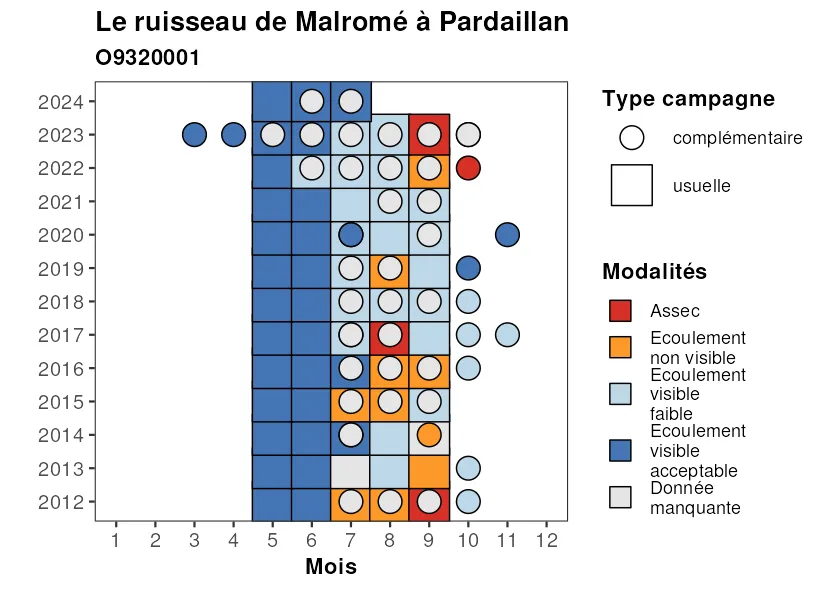 Le ruisseau de Malromé à Pardaillan
O9320001
2024
2023
2022
2021
2020
2019
2018
2017
2016
2015
2014
2013
2012
1 2 3 4 5 6 7 8 9 10 11 12
Mois
Type campagne
complémentaire
usuelle
Modalités
Assec
Ecoulement
non visible
Ecoulement
visible
faible
Ecoulement
visible
acceptable
Donnée
manquante